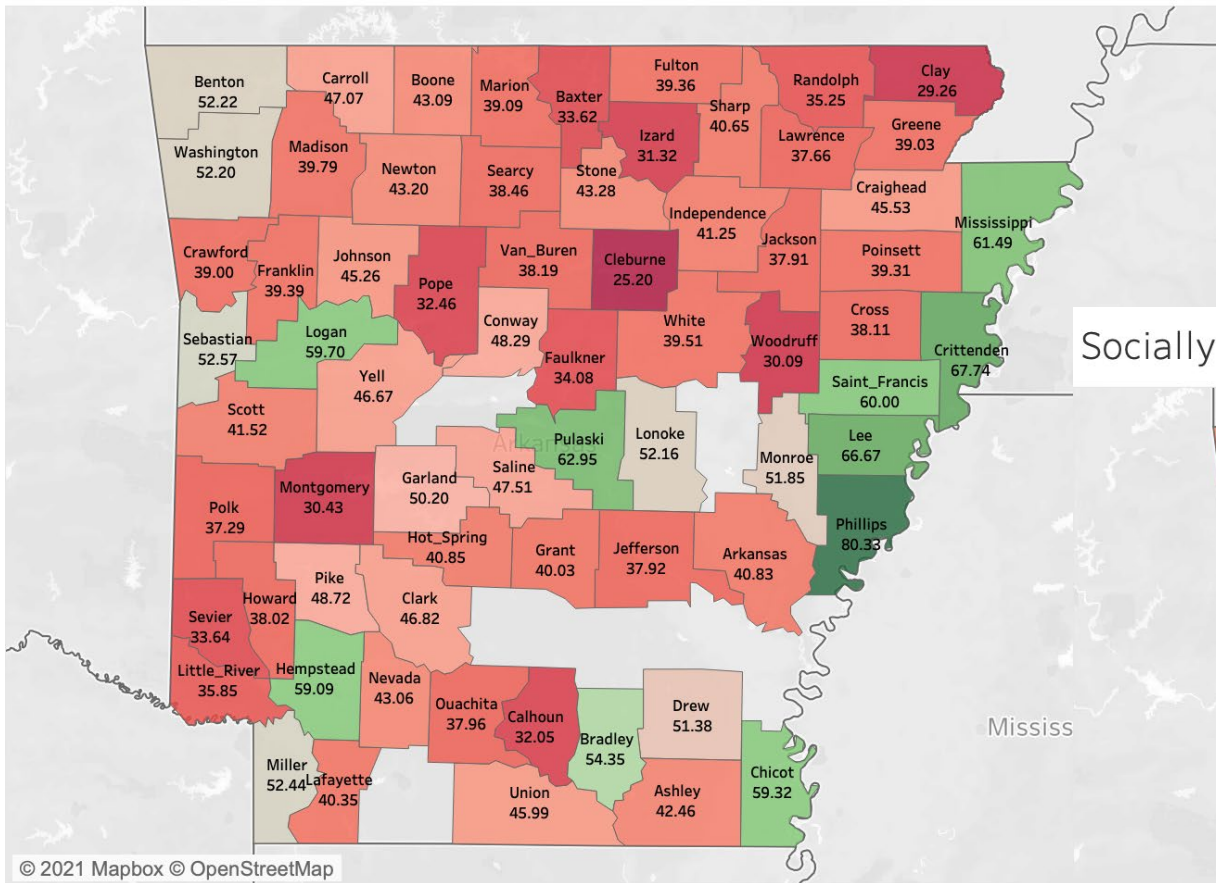 Benton
52.22
Carroll
47.07
Boone
43.09
Marion
39.09
Baxter
33.62
Fulton
39.36
Sharp
40.65
Randolph
35.25
Clay
29.26
Washington
52.20
Madison
39.79
Newton
43.20
Searcy
38.46
Stone
43.28
Izard
31.32
Lawrence
37.66
Greene
39.03
Independence
41.25
Craighead
45.53
Mississippi
61.49
Crawford
39.00
Franklin
39.39
Johnson
45.26
Pope
32.46
Van_Buren
38.19
Cleburne
25.20
Jackson
37.91
Poinsett
39.31
Sebastian
52.57
Logan
59.70
Conway
48.29
Faulkner
34.08
White
39.51
Woodruff
30.09
Cross
38.11
Crittenden
67.74
Socially
Scott
41.52
Yell
46.67
Saint_Francis
60.00
Arkansas
Pulaski
62.95
Lonoke
52.16
Monroe
51.85
Lee
66.67
Polk
37.29
Montgomery
30.43
Garland
50.20
Saline
47.51
Phillips
80.33
Hot_Spring
40.85
Grant
40.03
Jefferson
37.92
Arkansas
40.83
Sevier
33.64
Howard
38.02
Pike
48.72
Clark
46.82
Little_River
35.85
Hempstead
59.09
Nevada
43.06
Ouachita
37.96
Calhoun
32.05
Bradley
54.35
Drew
51.38
Mississ
Miller
52.44
Lafayette
40.35
Union
45.99
Ashley
42.46
Chicot
59.32
© 2021 Mapbox © OpenStreetMap